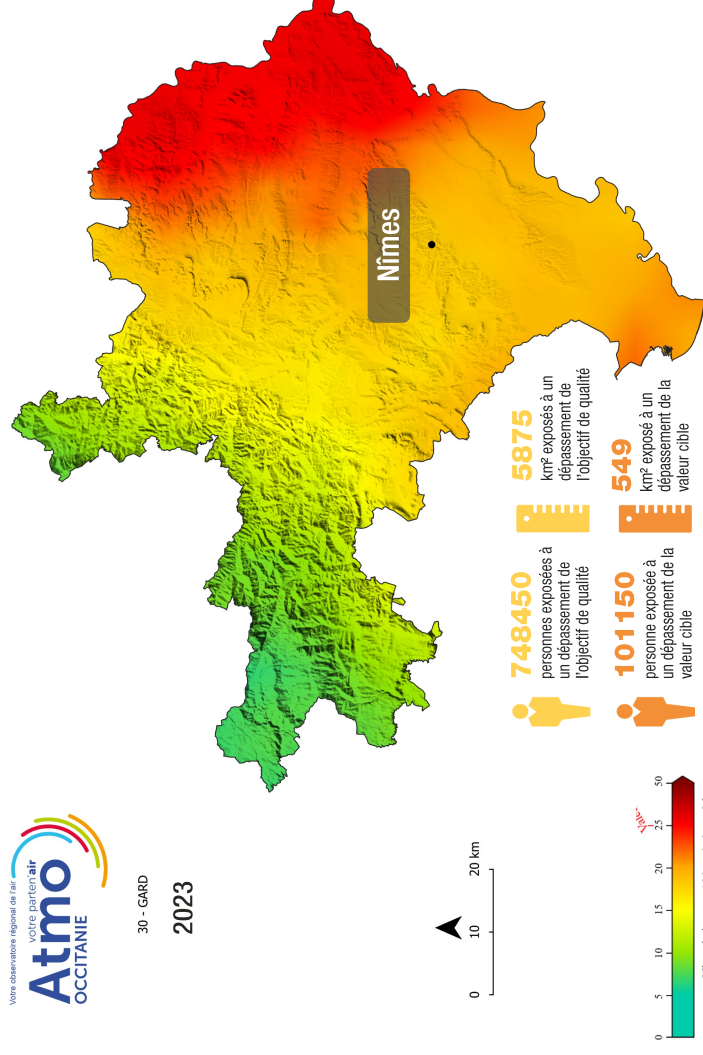 Votre observatoire régional de l'air
votre parten'air
Atmo
OCCITANIE
30 - GARD
2023
0 10 20 km
Nîmes
748450
personnes exposées à
un dépassement de
l'objectif de qualité
5875
km² exposés à un
dépassement de
l'objectif de qualité
101150
personne exposée à
un dépassement de la
valeur cible
549
km² exposé à un
dépassement de la
valeur cible
0 5 10 15 20 25 50